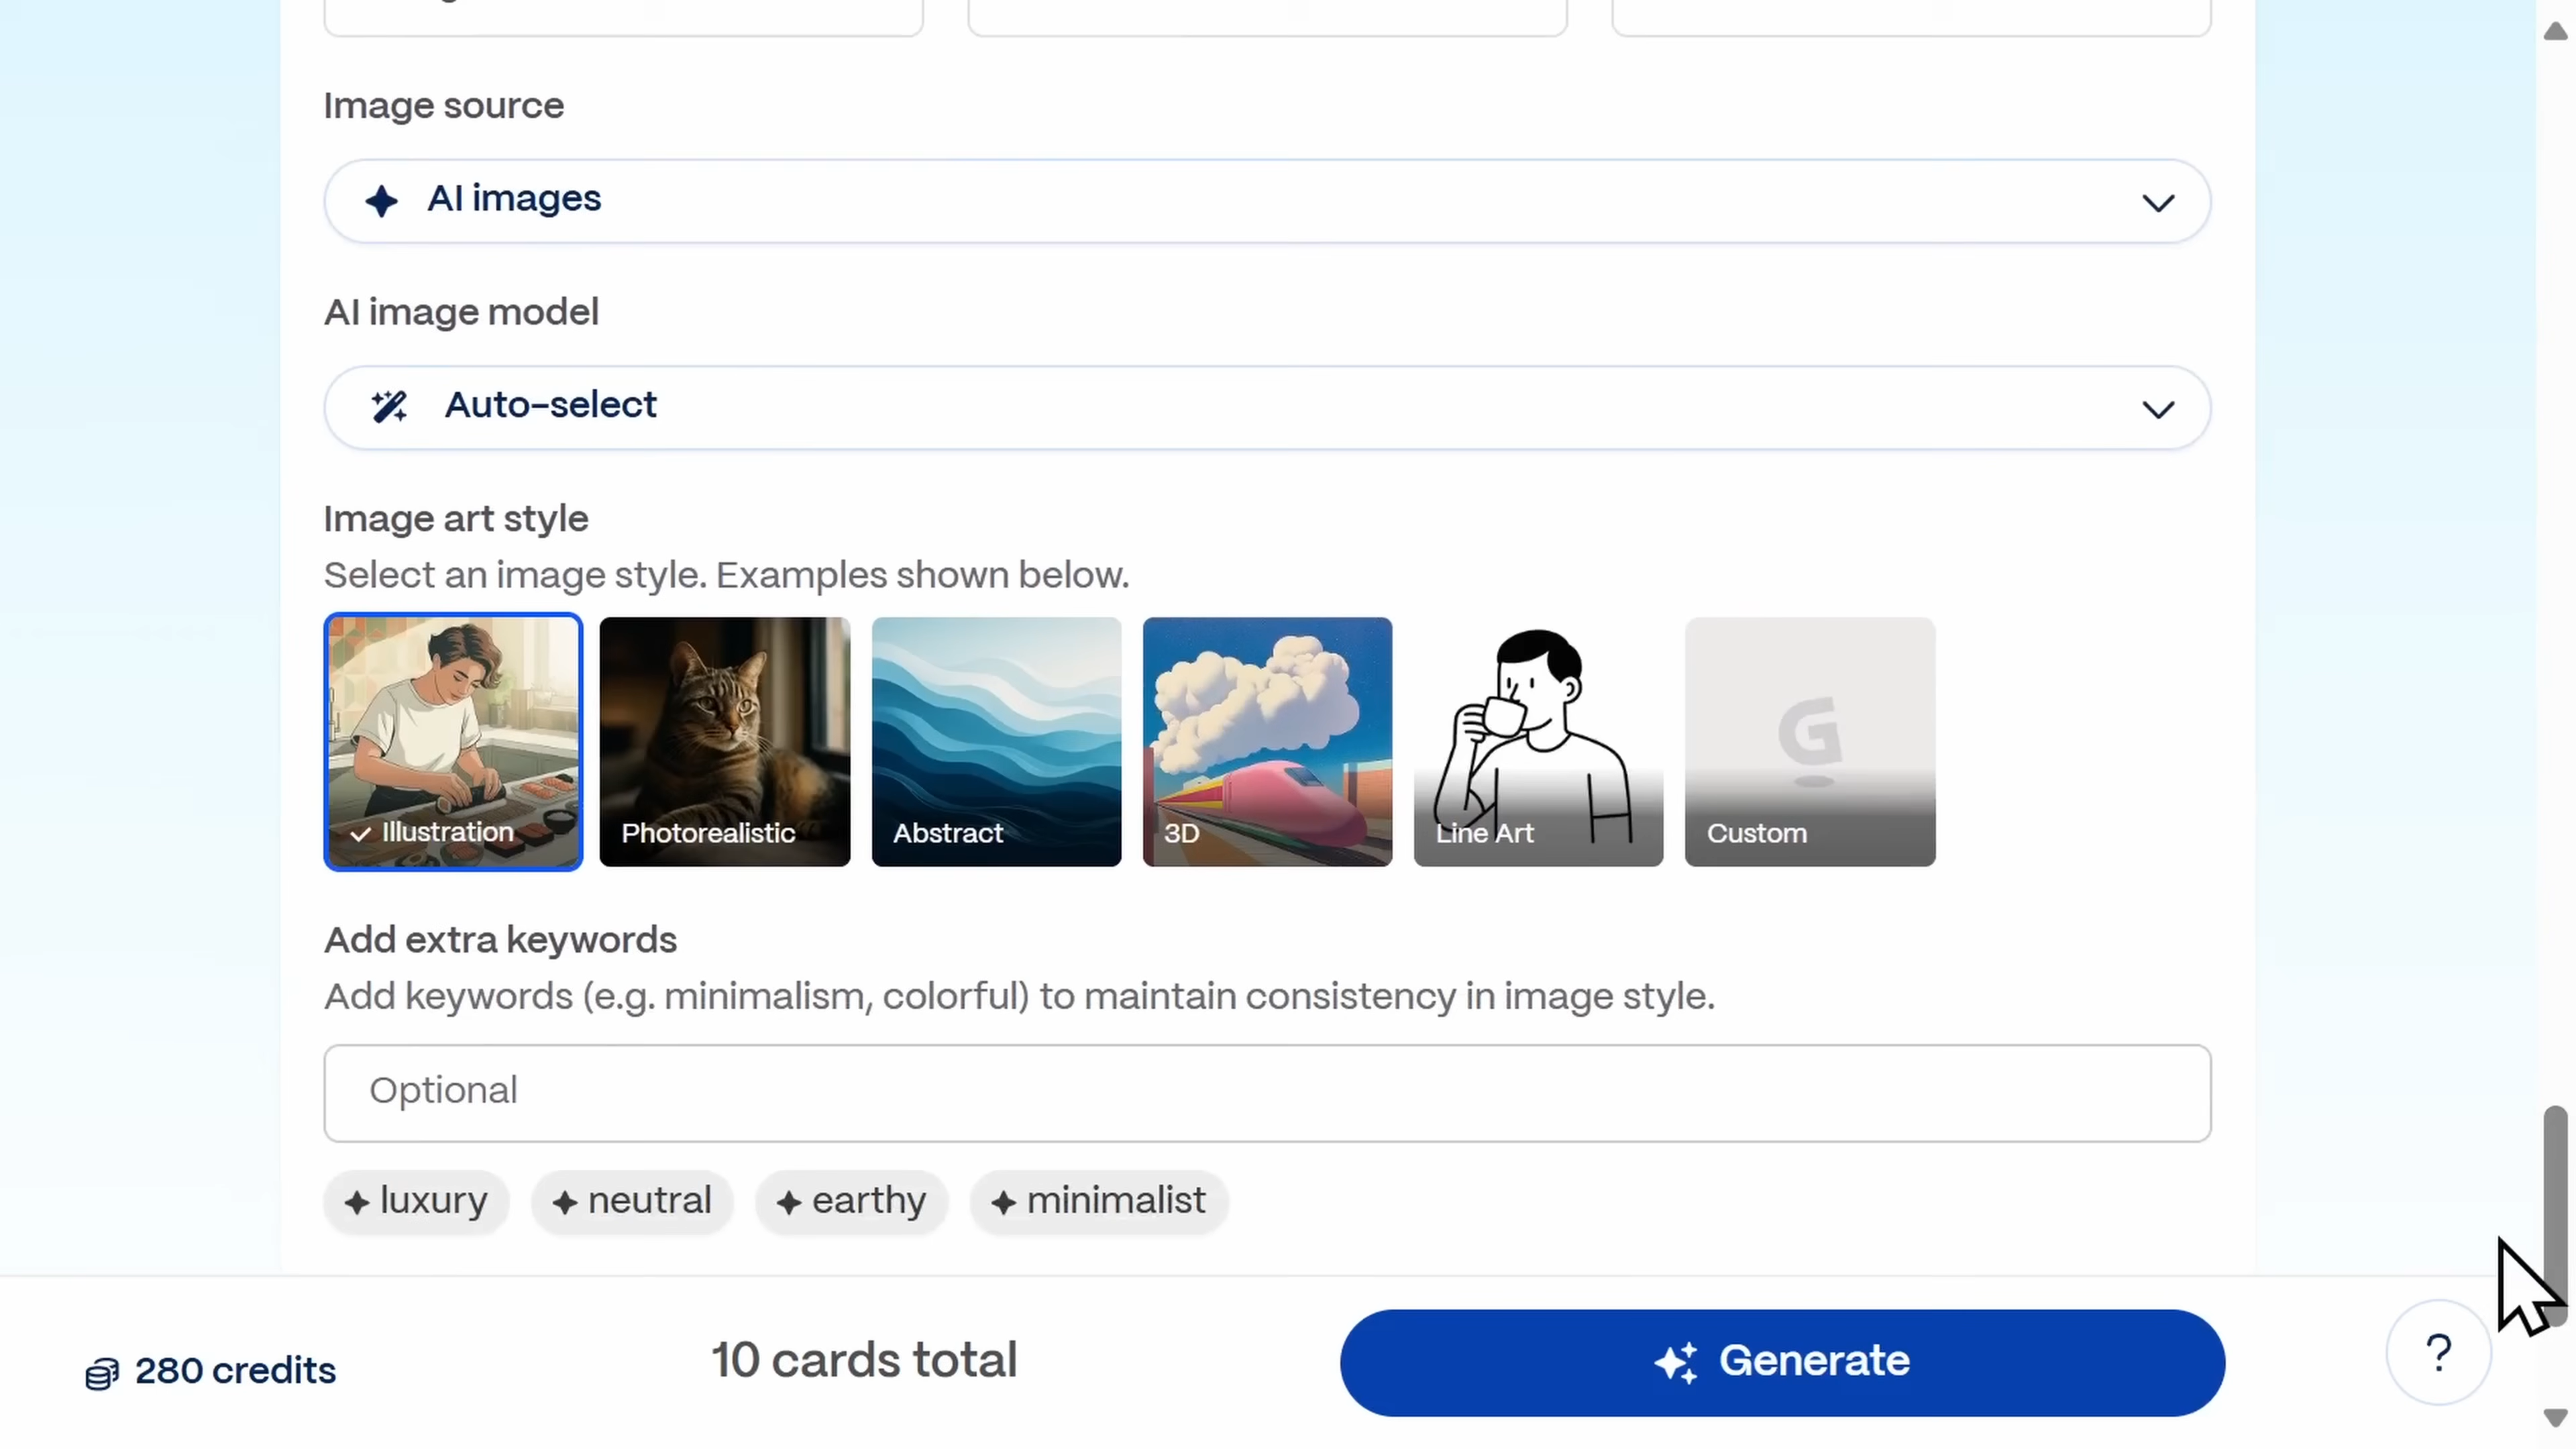 Image source
AI images
AI image model
Auto-select
Image art style
Select an image style. Examples shown below.
Illustration
Photorealistic
Abstract
3D
Line Art
Custom
Add extra keywords
Add keywords (e.g. minimalism, colorful) to maintain consistency in image style.
Optional
luxury
neutral
earthy
minimalist
280 credits
10 cards total
Generate
?